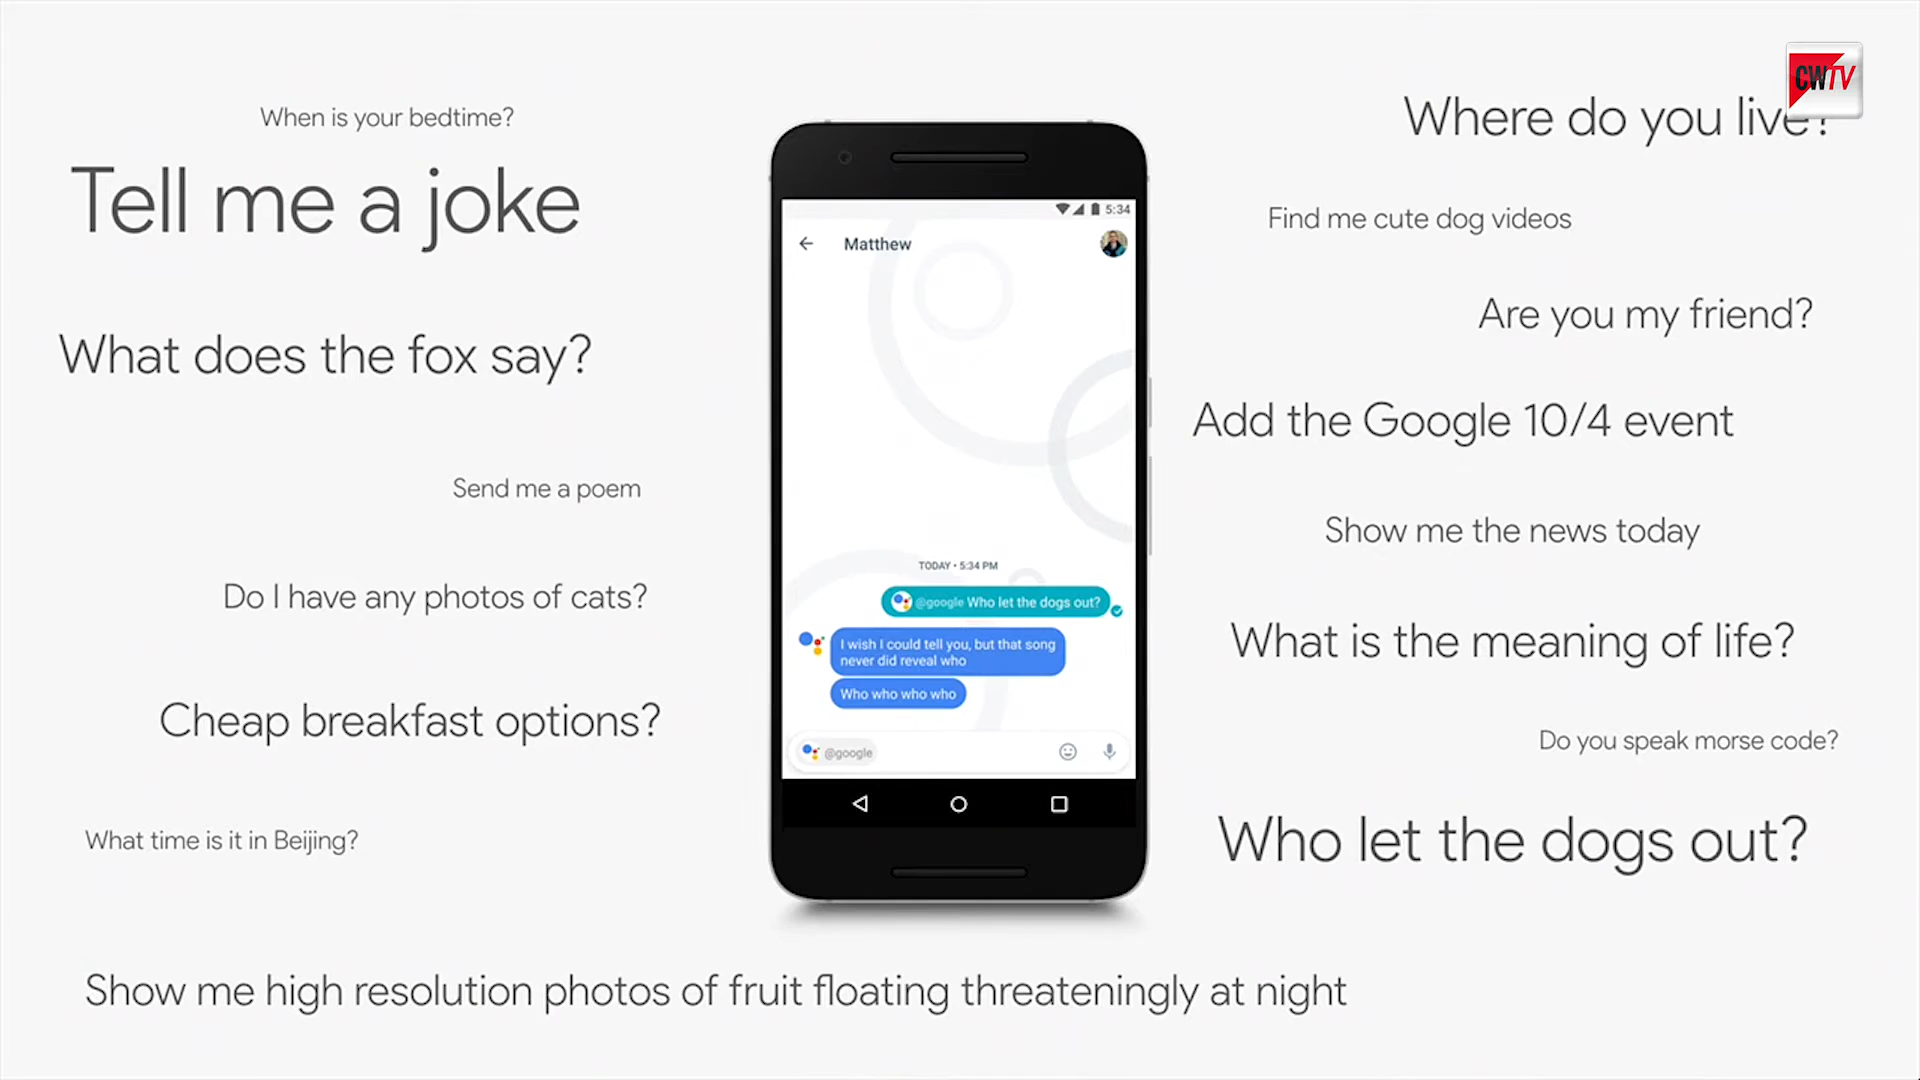 When is your bedtime?
Tell me a joke
What does the fox say?
Send me a poem
Do I have any photos of cats?
Cheap breakfast options?
What time is it in Beijing?
5:34
Matthew
TODAY • 5:34 PM
@google Who let the dogs out?
I wish I could tell you, but that song
never did reveal who
Who who who who
@google
CWTV
Where do you live?
Find me cute dog videos
Are you my friend?
Add the Google 10/4 event
Show me the news today
What is the meaning of life?
Do you speak morse code?
Who let the dogs out?
Show me high resolution photos of fruit floating threateningly at night